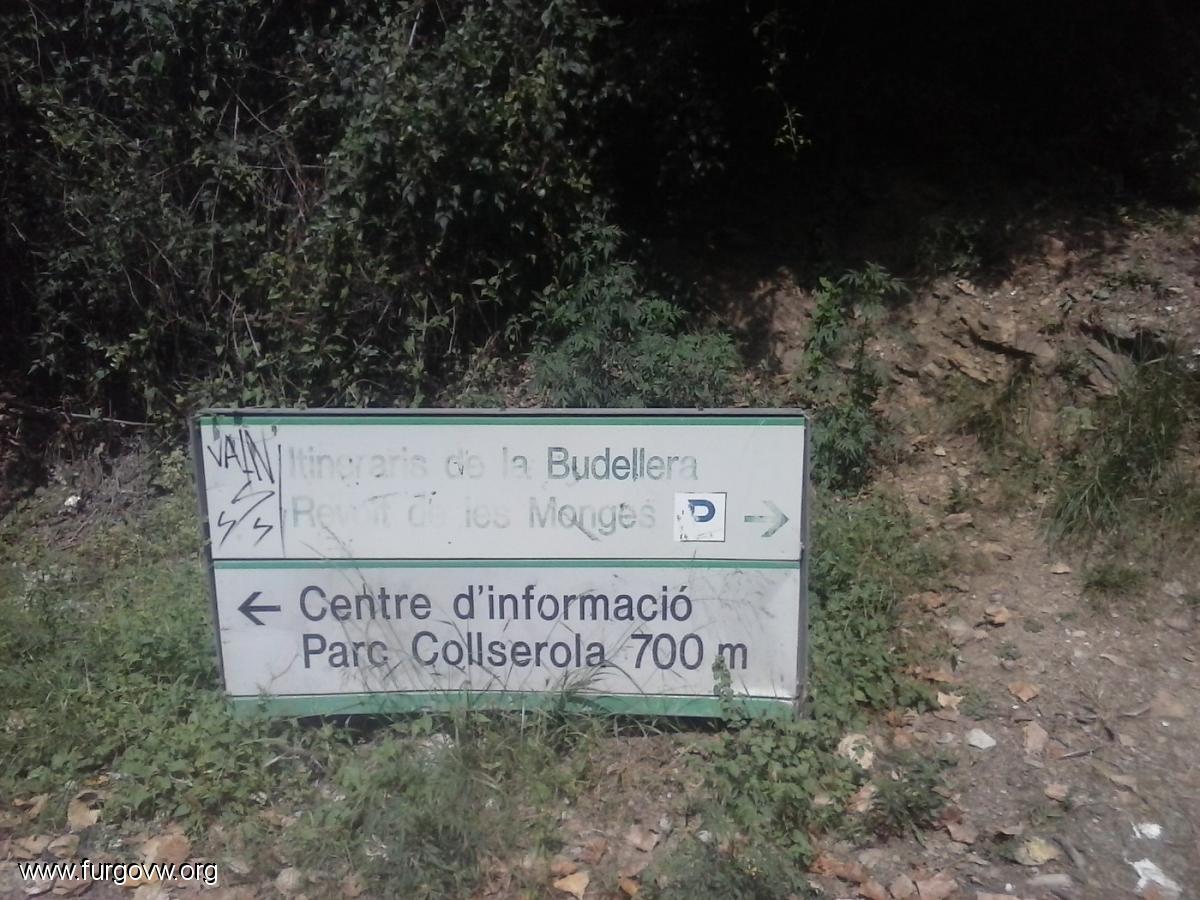 Itineraris de la Budellera
Revolt de les Monges P →
← Centre d'informació
Parc Collserola 700 m
www.furgovw.org